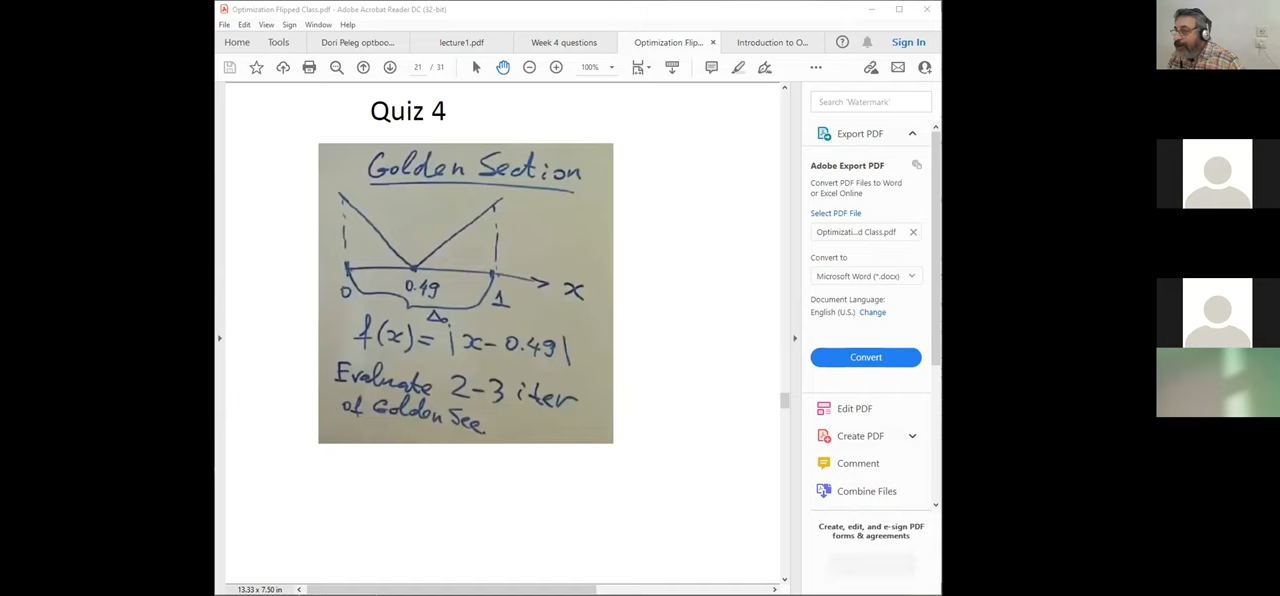 Optimization Flipped Class.pdf - Adobe Acrobat Reader DC (32-bit)
File Edit View Sign Window Help
Home Tools Dori Peleg optboo... lecture1.pdf Week 4 questions Optimization Flip... × Introduction to O... Sign In
21 / 31 100%
Quiz 4
Search 'Watermark'
Export PDF
Adobe Export PDF
Convert PDF Files to Word
or Excel Online
Select PDF File
Optimizati...d Class.pdf
Convert to
Microsoft Word (*.docx)
Document Language:
English (U.S.) Change
Convert
Edit PDF
Create PDF
Comment
Combine Files
Create, edit, and e-sign PDF
forms & agreements
Golden Section
0 0.49 1 x
Δ₀
f(x) = | x - 0.49 |
Evaluate 2-3 iter
of Golden Sec
13.33 x 7.50 in